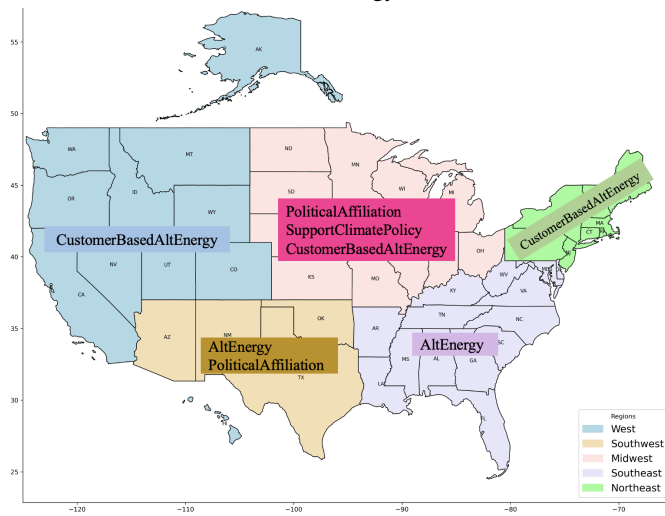 55
AK
50
WA
MT
ND
MN
45
OR
ID
SD
WI
MI
WY
PoliticalAffiliation
SupportClimatePolicy
CustomerBasedAltEnergy
CustomerBasedAltEnergy
CustomerBasedAltEnergy
MA
CT
OH
40
NV
UT
CO
KS
MO
WV
VA
KY
CA
TN
NC
35
AZ
NM
OK
AR
SC
AltEnergy
PoliticalAffiliation
AltEnergy
MS
AL
GA
TX
LA
30
FL
25
Regions
West
Southwest
Midwest
Southeast
Northeast
−120
−110
−100
−90
−80
−70